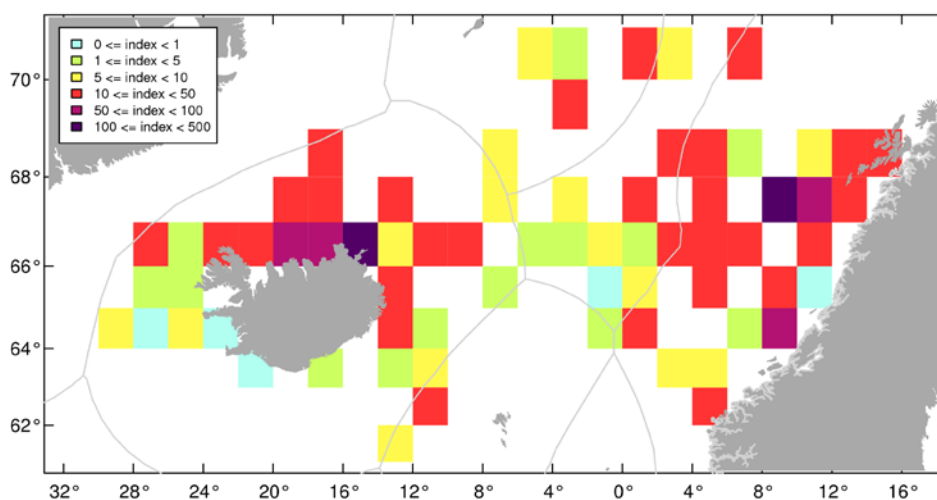 0 <= index < 1
1 <= index < 5
5 <= index < 10
10 <= index < 50
50 <= index < 100
100 <= index < 500
70°
68°
66°
64°
62°
32° 28° 24° 20° 16° 12° 8° 4° 0° 4° 8° 12° 16°